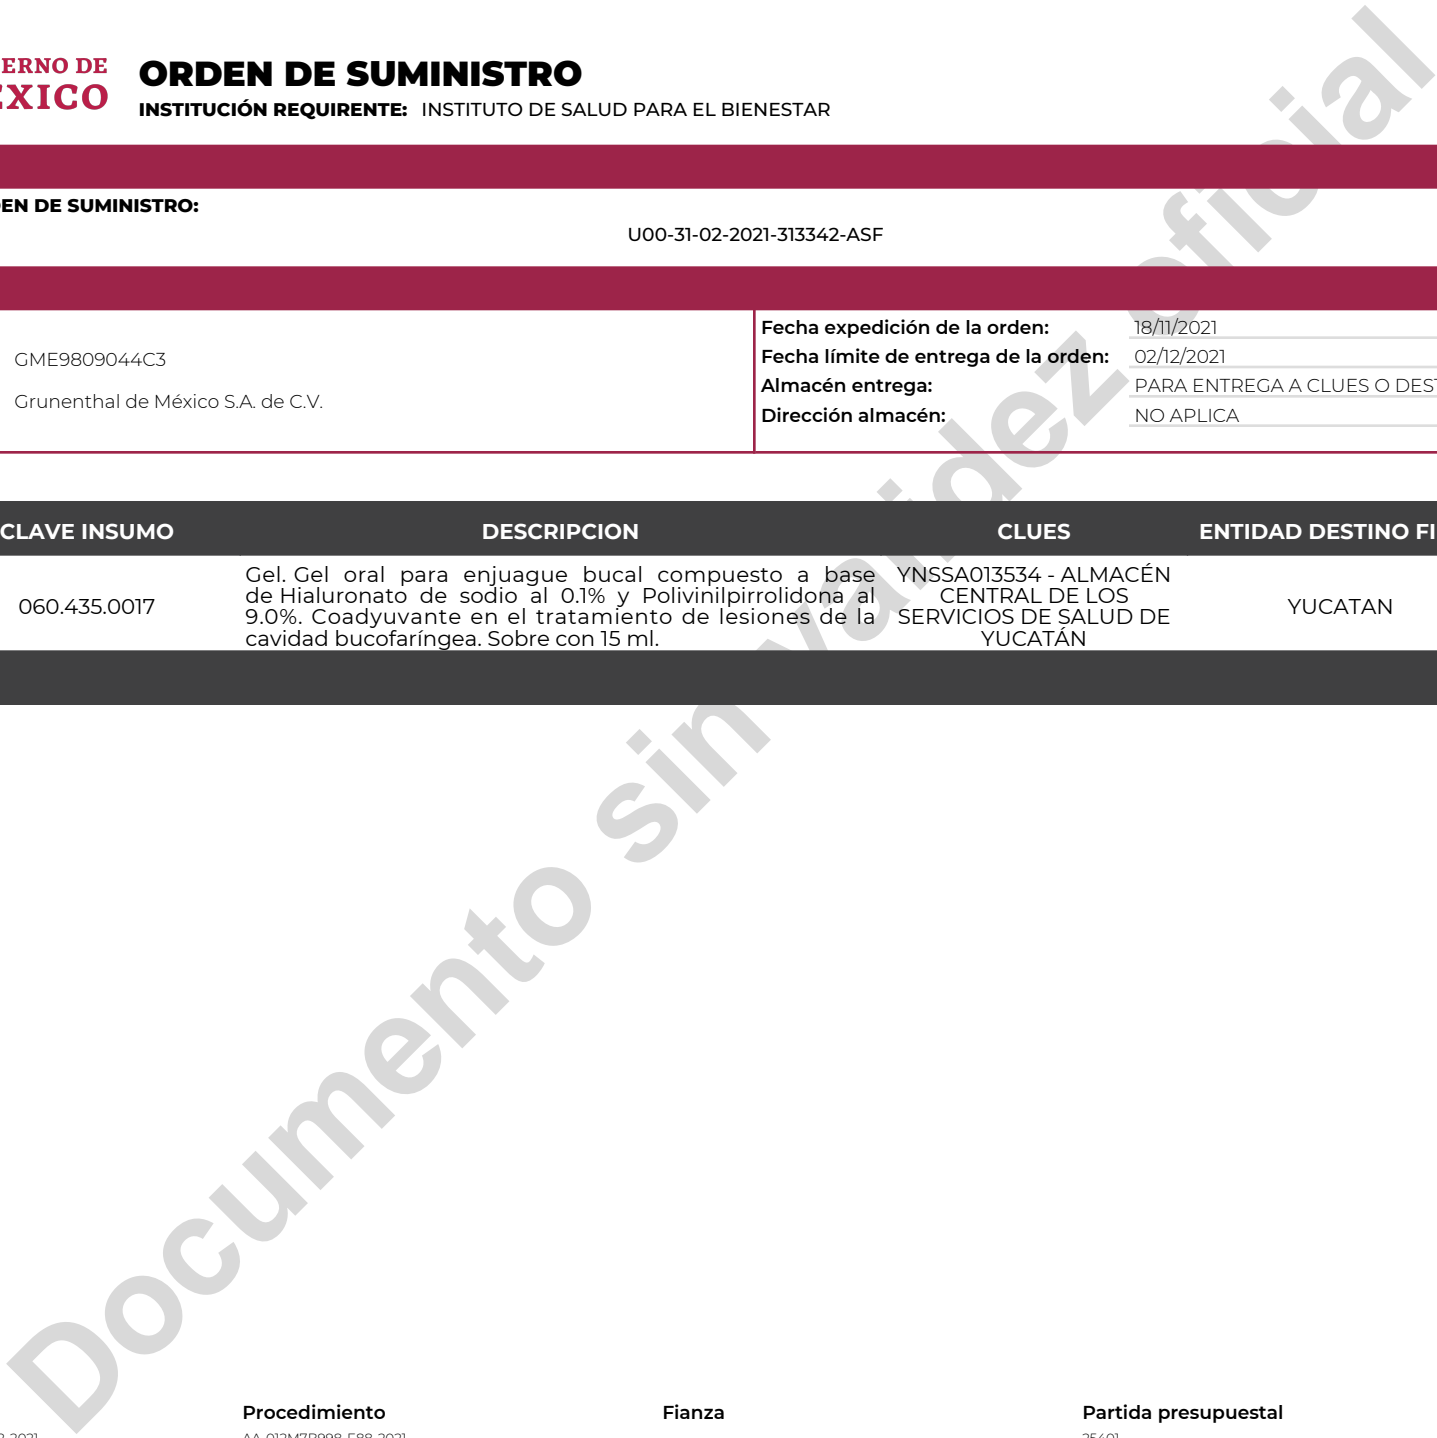 ERNO DE
ÉXICO
ORDEN DE SUMINISTRO
INSTITUCIÓN REQUIRENTE: INSTITUTO DE SALUD PARA EL BIENESTAR
EN DE SUMINISTRO:
U00-31-02-2021-313342-ASF
GME9809044C3
Grunenthal de México S.A. de C.V.
Fecha expedición de la orden: 18/11/2021
Fecha límite de entrega de la orden: 02/12/2021
Almacén entrega: PARA ENTREGA A CLUES O DEST
Dirección almacén: NO APLICA
CLAVE INSUMO DESCRIPCION CLUES ENTIDAD DESTINO FI
060.435.0017
Gel. Gel oral para enjuague bucal compuesto a base
de Hialuronato de sodio al 0.1% y Polivinilpirrolidona al
9.0%. Coadyuvante en el tratamiento de lesiones de la
cavidad bucofaríngea. Sobre con 15 ml.
YNSSA013534 - ALMACÉN
CENTRAL DE LOS
SERVICIOS DE SALUD DE
YUCATÁN
YUCATAN
Documento sin validez oficial
Procedimiento Fianza Partida presupuestal